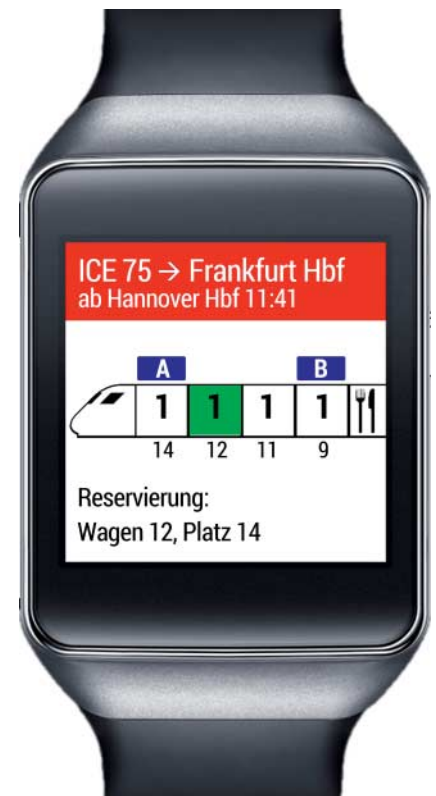 ICE 75 → Frankfurt Hbf
ab Hannover Hbf 11:41
A B
1 1 1 1
14 12 11 9
Reservierung:
Wagen 12, Platz 14